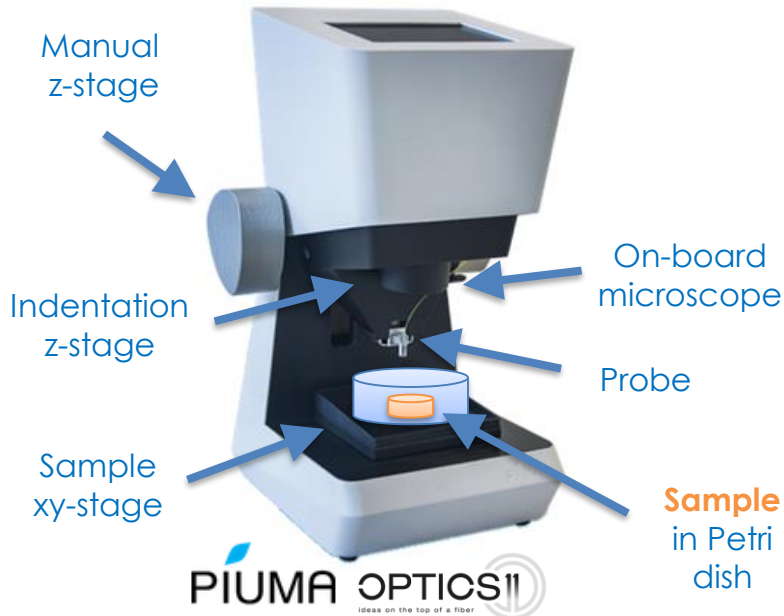 Manual
z-stage
On-board
microscope
Indentation
z-stage
Probe
Sample
xy-stage
Sample
in Petri
dish
PIUMA OPTICS11
ideas on the top of a fiber